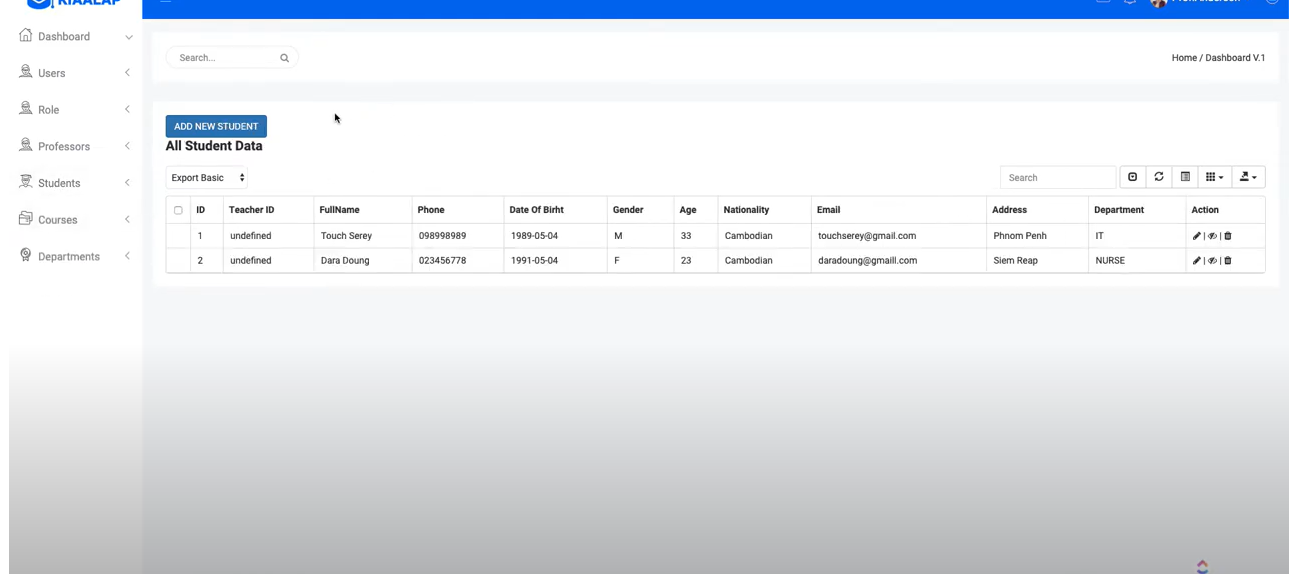 KIAALAP
Dashboard
Users
Role
Professors
Students
Courses
Departments
Search...
Home / Dashboard V.1
ADD NEW STUDENT
All Student Data
Export Basic
Search
ID Teacher ID FullName Phone Date Of Birht Gender Age Nationality Email Address Department Action
1 undefined Touch Serey 098998989 1989-05-04 M 33 Cambodian touchserey@gmail.com Phnom Penh IT | |
2 undefined Dara Doung 023456778 1991-05-04 F 23 Cambodian daradoung@gmaill.com Siem Reap NURSE | |